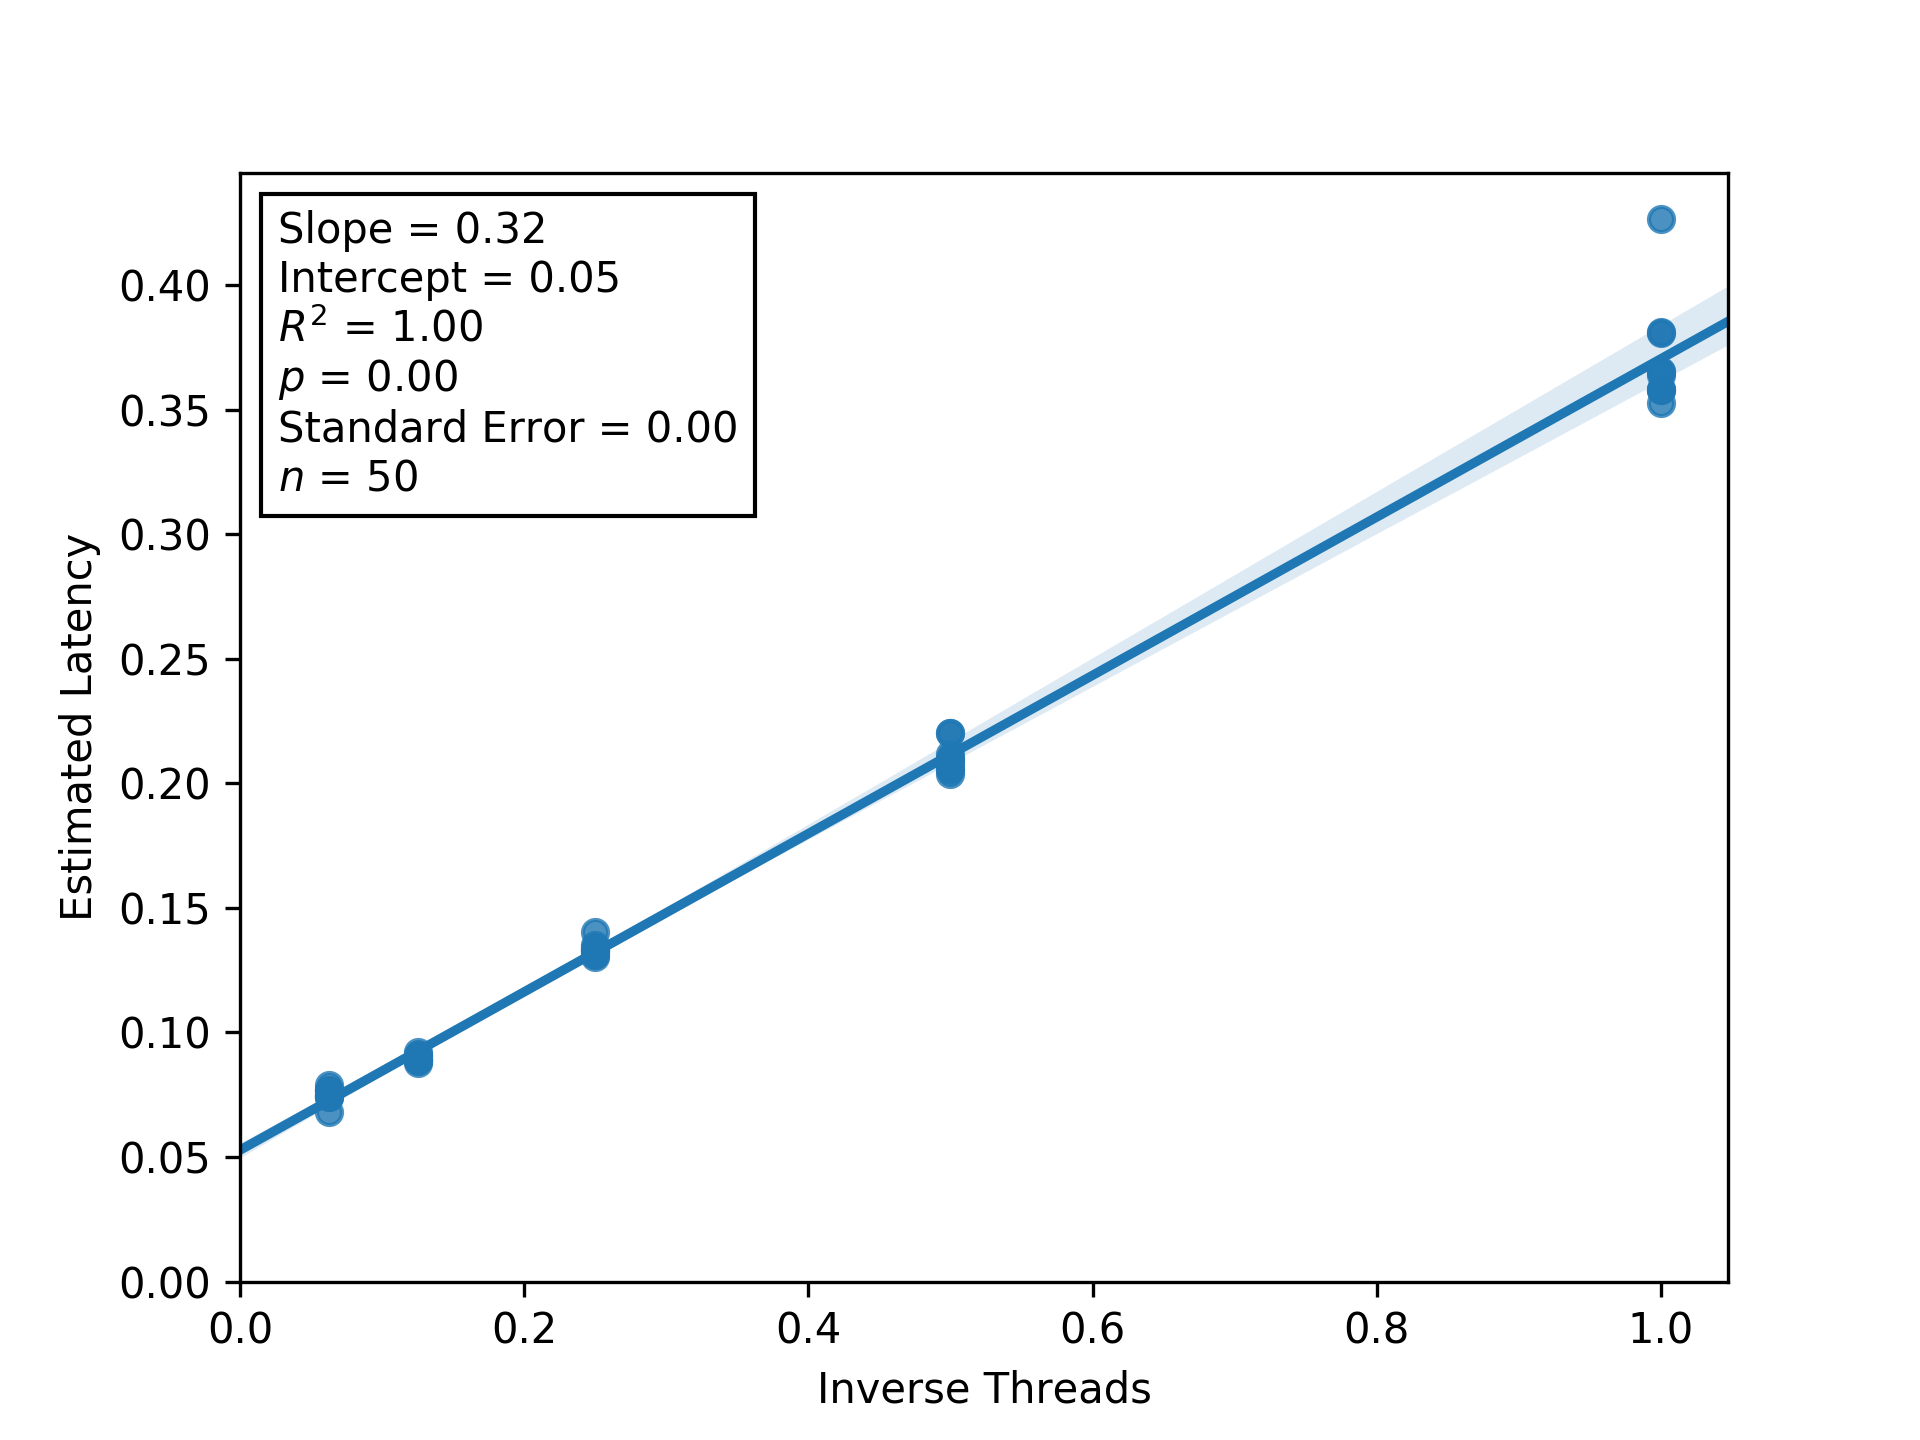 Slope = 0.32
Intercept = 0.05
R² = 1.00
p = 0.00
Standard Error = 0.00
n = 50
0.40
0.35
0.30
0.25
0.20
0.15
0.10
0.05
0.00
Estimated Latency
0.0 0.2 0.4 0.6 0.8 1.0
Inverse Threads